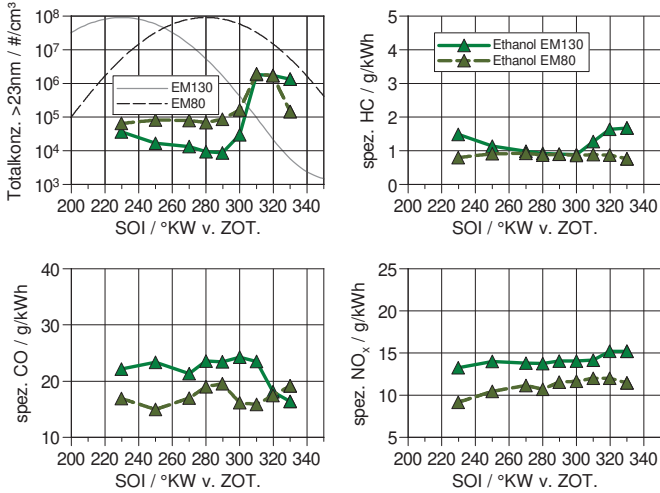 Totalkonz. >23nm / #/cm³
10⁸
10⁷
10⁶
10⁵
10⁴
10³
EM130
EM80
200 220 240 260 280 300 320 340
SOI / °KW v. ZOT.
spez. HC / g/kWh
5
4
3
2
1
0
Ethanol EM130
Ethanol EM80
200 220 240 260 280 300 320 340
SOI / °KW v. ZOT.
spez. CO / g/kWh
40
30
20
10
200 220 240 260 280 300 320 340
SOI / °KW v. ZOT.
spez. NOₓ / g/kWh
25
20
15
10
5
200 220 240 260 280 300 320 340
SOI / °KW v. ZOT.